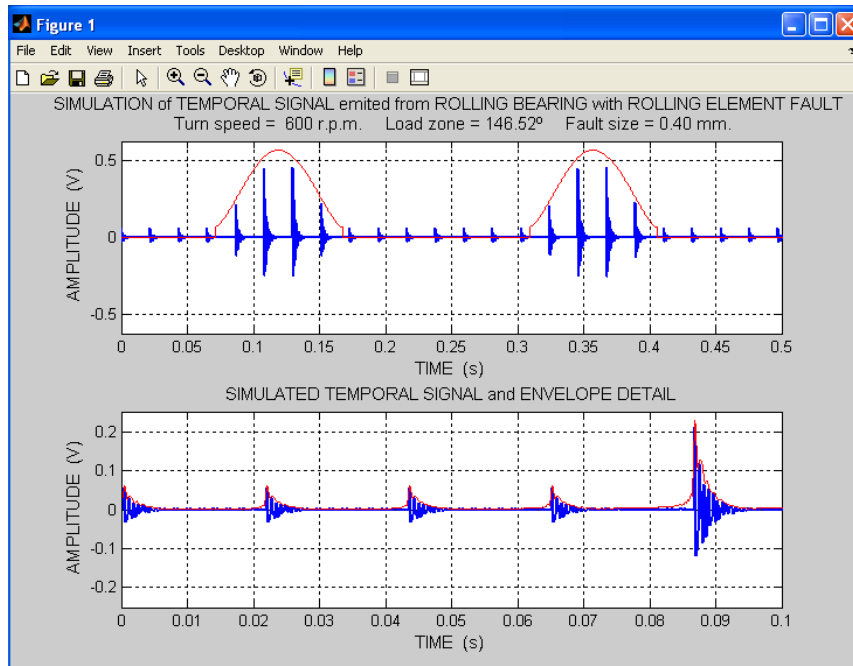 Figure 1
File Edit View Insert Tools Desktop Window Help
SIMULATION of TEMPORAL SIGNAL emited from ROLLING BEARING with ROLLING ELEMENT FAULT
Turn speed = 600 r.p.m. Load zone = 146.52º Fault size = 0.40 mm.
AMPLITUDE (V)
0.5
0
-0.5
0 0.05 0.1 0.15 0.2 0.25 0.3 0.35 0.4 0.45 0.5
TIME (s)
SIMULATED TEMPORAL SIGNAL and ENVELOPE DETAIL
AMPLITUDE (V)
0.2
0.1
0
-0.1
-0.2
0 0.01 0.02 0.03 0.04 0.05 0.06 0.07 0.08 0.09 0.1
TIME (s)